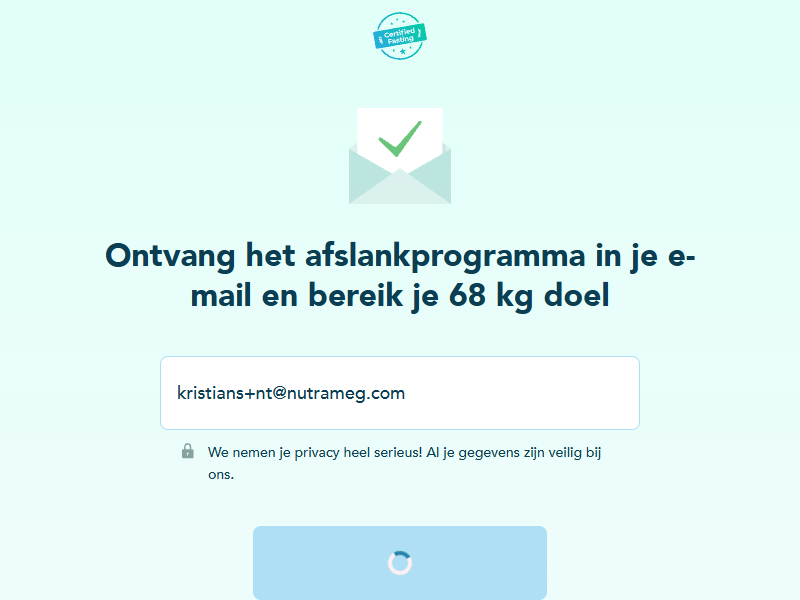 Certified
Fasting
Ontvang het afslankprogramma in je e-
mail en bereik je 68 kg doel
kristians+nt@nutrameg.com
We nemen je privacy heel serieus! Al je gegevens zijn veilig bij
ons.